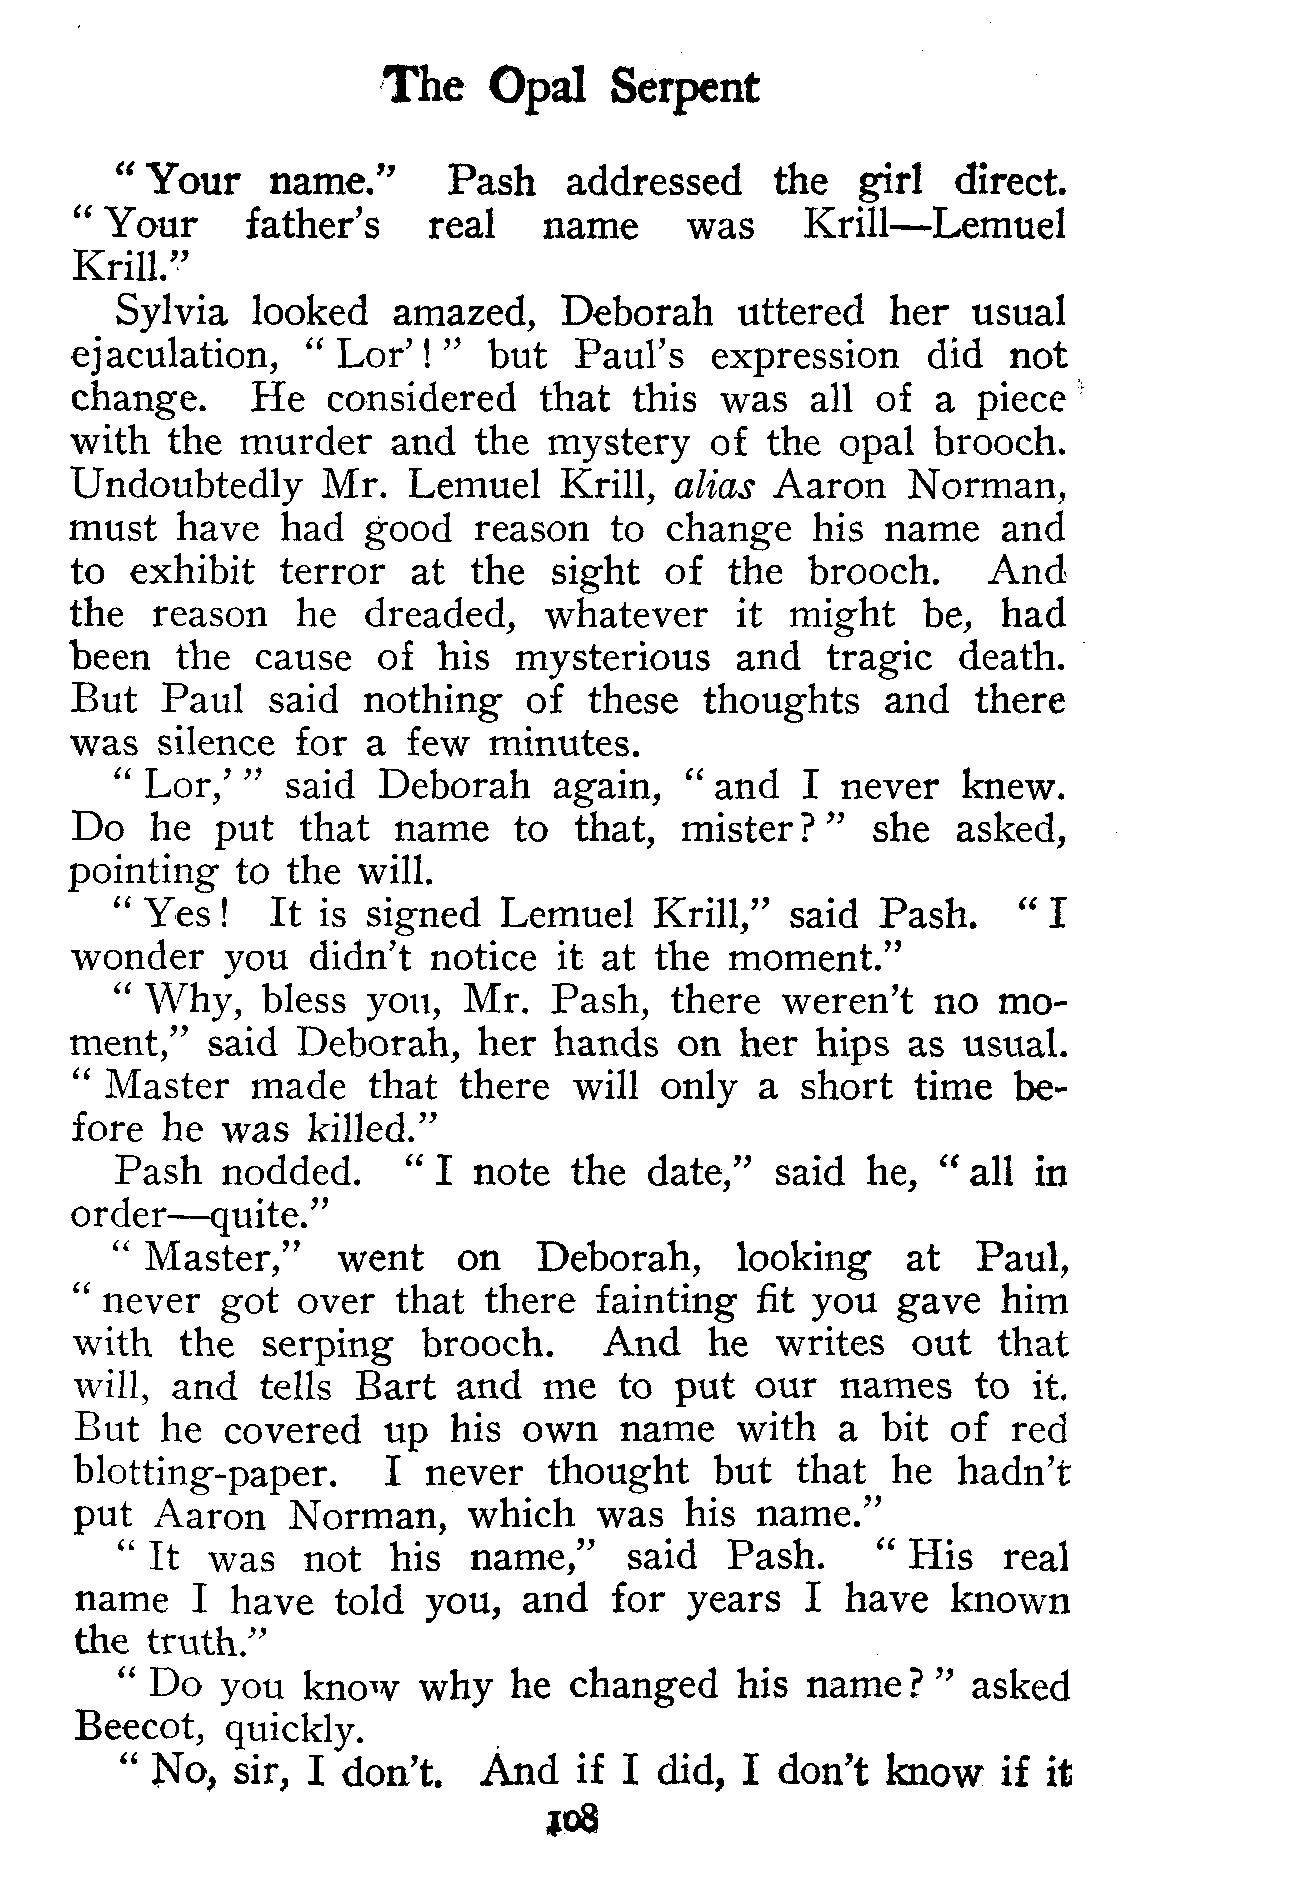 The Opal Serpent
“ Your name.” Pash addressed the girl direct.
“ Your father’s real name was Krill—Lemuel
Krill.”
Sylvia looked amazed, Deborah uttered her usual
ejaculation, “ Lor’! ” but Paul’s expression did not
change. He considered that this was all of a piece
with the murder and the mystery of the opal brooch.
Undoubtedly Mr. Lemuel Krill, alias Aaron Norman,
must have had good reason to change his name and
to exhibit terror at the sight of the brooch. And
the reason he dreaded, whatever it might be, had
been the cause of his mysterious and tragic death.
But Paul said nothing of these thoughts and there
was silence for a few minutes.
“ Lor,’ ” said Deborah again, “ and I never knew.
Do he put that name to that, mister? ” she asked,
pointing to the will.
“ Yes! It is signed Lemuel Krill,” said Pash. “ I
wonder you didn’t notice it at the moment.”
“ Why, bless you, Mr. Pash, there weren’t no mo-
ment,” said Deborah, her hands on her hips as usual.
“ Master made that there will only a short time be-
fore he was killed.”
Pash nodded. “ I note the date,” said he, “ all in
order—quite.”
“ Master,” went on Deborah, looking at Paul,
“ never got over that there fainting fit you gave him
with the serping brooch. And he writes out that
will, and tells Bart and me to put our names to it.
But he covered up his own name with a bit of red
blotting-paper. I never thought but that he hadn’t
put Aaron Norman, which was his name.”
“ It was not his name,” said Pash. “ His real
name I have told you, and for years I have known
the truth.”
“ Do you know why he changed his name? ” asked
Beecot, quickly.
“ No, sir, I don’t. And if I did, I don’t know if it
108